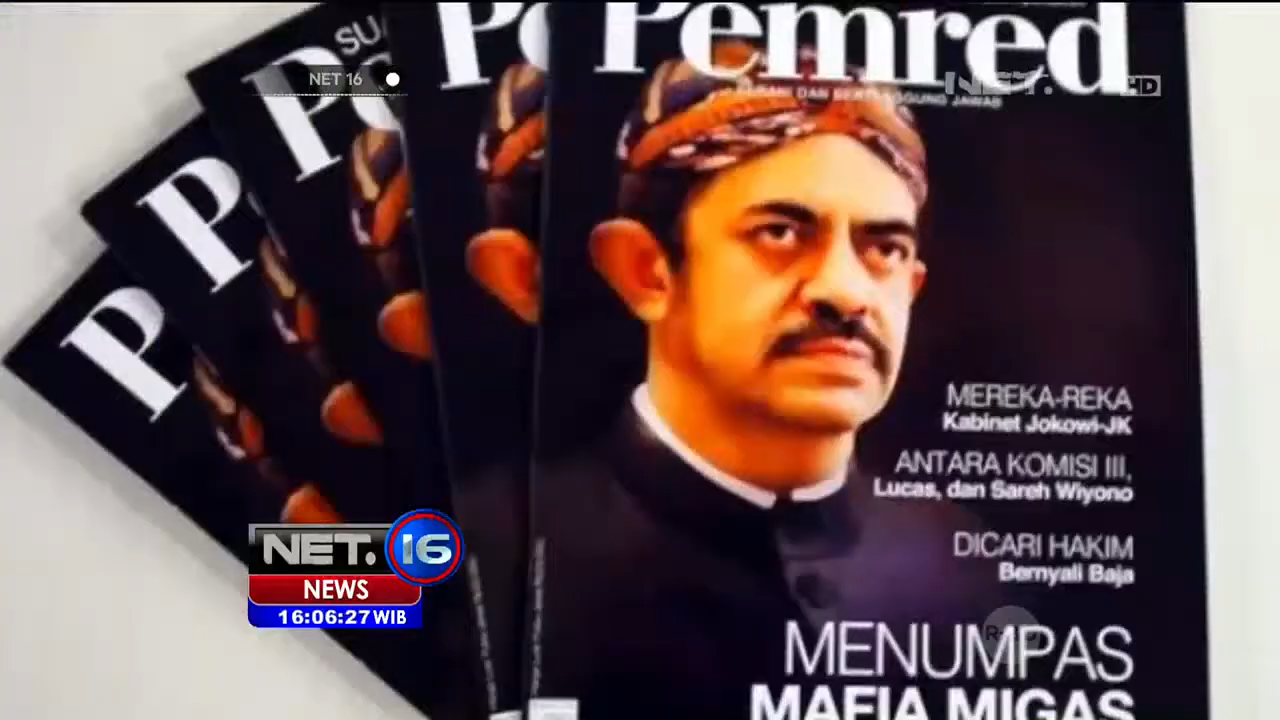 Pemred
SUA
NET 16
NET.
HD
P
P
P
MEREKA-REKA
Kabinet Jokowi-JK
ANTARA KOMISI III,
Lucas, dan Sareh Wiyono
DICARI HAKIM
Bernyali Baja
MENUMPAS
MAFIA MIGAS
NET. 16
NEWS
16:06:27 WIB